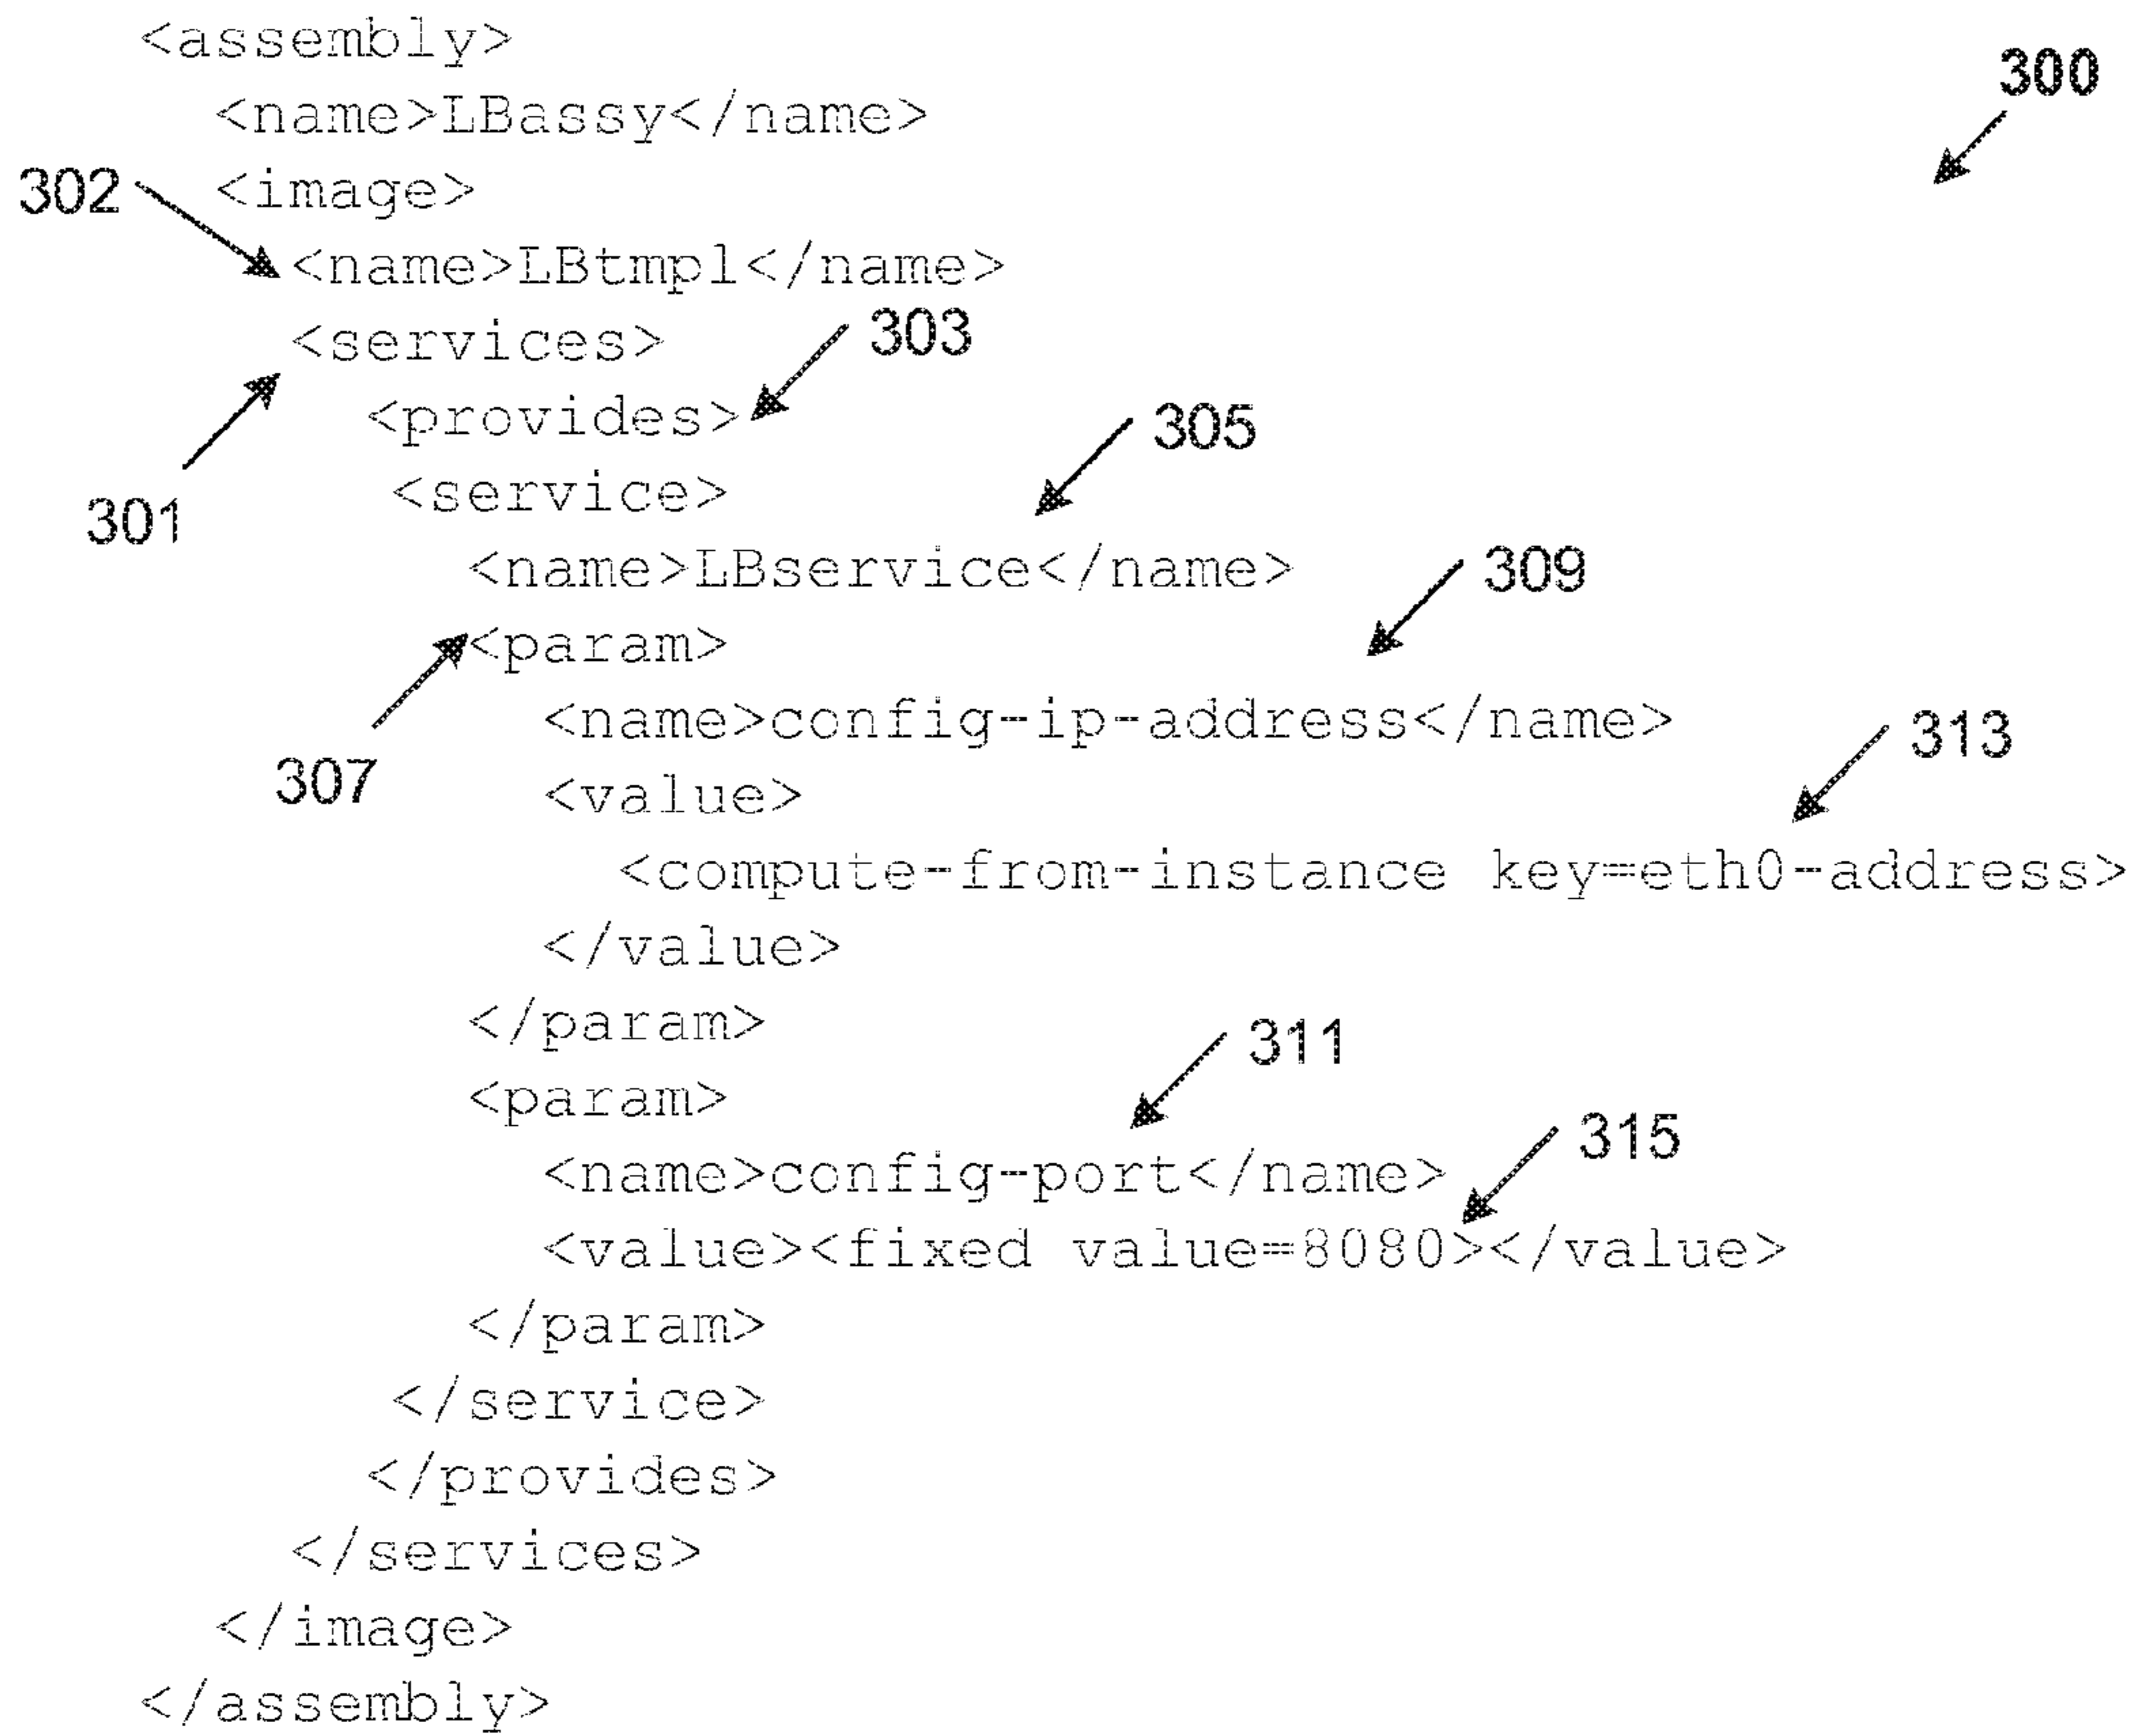 <assembly>
300
<name>LBassy</name>
302
<image>
<name>LBtmpl</name>
303
<services>
<provides>
305
<service>
301
<name>LBservice</name>
309
<param>
<name>config-ip-address</name>
313
307
<value>
<compute-from-instance key=eth0-address>
</value>
</param>
311
<param>
315
<name>config-port</name>
<value><fixed value=8080></value>
</param>
</service>
</provides>
</services>
</image>
</assembly>